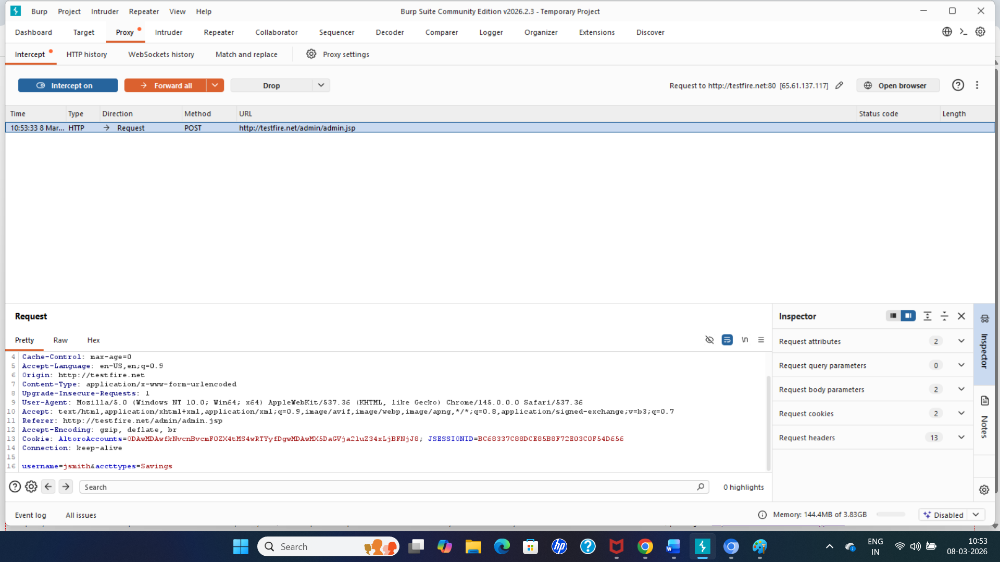 Burp Project Intruder Repeater View Help
Burp Suite Community Edition v2026.2.3 - Temporary Project
Dashboard Target Proxy Intruder Repeater Collaborator Sequencer Decoder Comparer Logger Organizer Extensions Discover
Intercept HTTP history WebSockets history Match and replace Proxy settings
Intercept on Forward all Drop Request to http://testfire.net:80 [65.61.137.117] Open browser
Time Type Direction Method URL Status code Length
10:53:33 8 Mar... HTTP Request POST http://testfire.net/admin/admin.jsp
Request
Pretty Raw Hex \n
4 Cache-Control: max-age=0
5 Accept-Language: en-US,en;q=0.9
6 Origin: http://testfire.net
7 Content-Type: application/x-www-form-urlencoded
8 Upgrade-Insecure-Requests: 1
9 User-Agent: Mozilla/5.0 (Windows NT 10.0; Win64; x64) AppleWebKit/537.36 (KHTML, like Gecko) Chrome/145.0.0.0 Safari/537.36
10 Accept: text/html,application/xhtml+xml,application/xml;q=0.9,image/avif,image/webp,image/apng,*/*;q=0.8,application/signed-exchange;v=b3;q=0.7
11 Referer: http://testfire.net/admin/admin.jsp
12 Accept-Encoding: gzip, deflate, br
13 Cookie: AltoroAccounts=ODAwMDAwfkNvcnBvcmF0ZX4tMS4wRTYyfDgwMDAwMX5DaGVja2luZ34xLjBFNjJ8; JSESSIONID=BC68337C88DCE85B8F72E03C0F54D656
14 Connection: keep-alive
15
16 username=jsmith&accttypes=Savings
Search
0 highlights
Inspector
Request attributes 2
Request query parameters 0
Request body parameters 2
Request cookies 2
Request headers 13
Inspector
Notes
Event log All issues
Memory: 144.4MB of 3.83GB
Disabled
Search
ENG
IN
10:53
08-03-2026